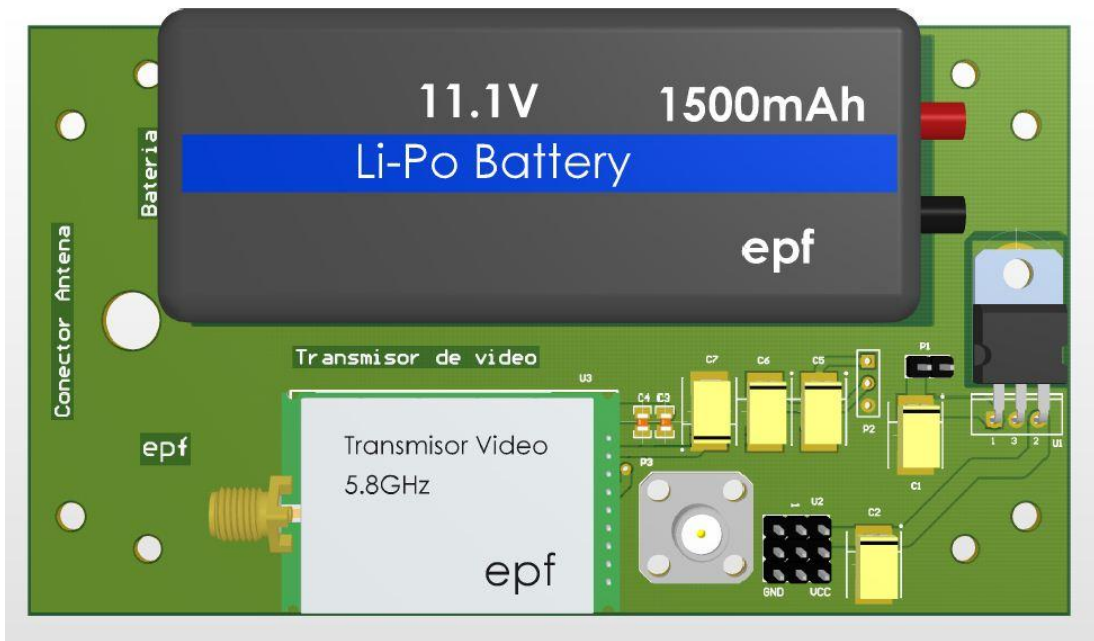 11.1V
1500mAh
Li-Po Battery
epf
Bateria
Conector Antena
Transmisor de video
epf
U3
Transmisor Video
5.8GHz
epf
C4
C3
C7
C6
C5
P1
P2
P3
C1
1 3 2
U1
1
U2
C2
GND
VCC